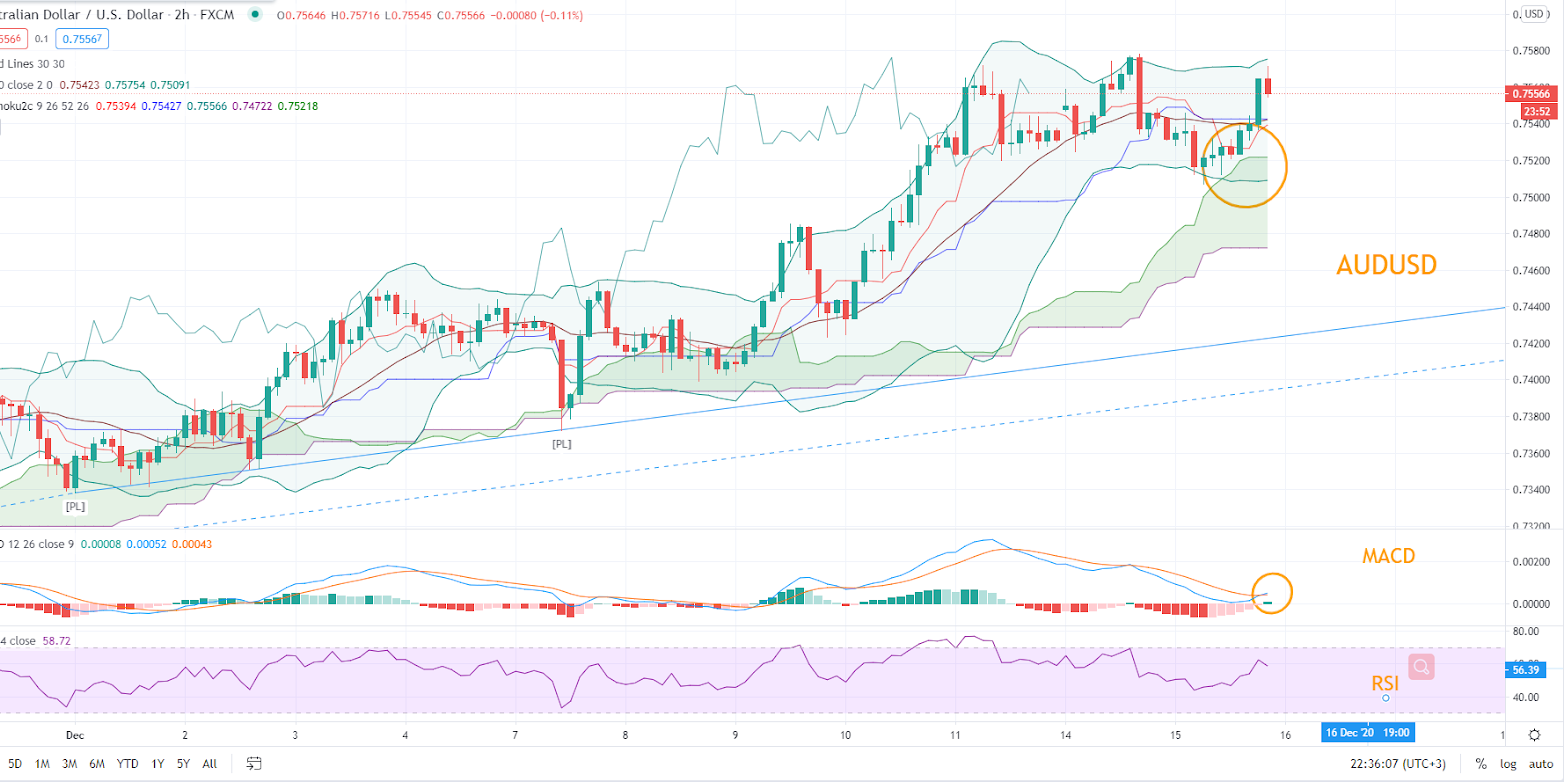 tralian Dollar / U.S. Dollar · 2h · FXCM O0.75646 H0.75716 L0.75545 C0.75566 −0.00080 (−0.11%)
5566 0.1 0.75567
d Lines 30 30
0 close 2 0 0.75423 0.75754 0.75091
noku2c 9 26 52 26 0.75394 0.75427 0.75566 0.74722 0.75218
USD
0.75800
0.75566
23:52
0.75400
0.75200
0.75000
0.74800
AUDUSD
0.74600
0.74400
0.74200
0.74000
0.73800
[PL]
0.73600
0.73400
[PL]
0.73200
D 12 26 close 9 0.00008 0.00052 0.00043
MACD
0.00200
0.00000
4 close 58.72
80.00
56.39
RSI
40.00
Dec 2 3 4 7 8 9 10 11 14 15 16 16 Dec '20 19:00 1
5D 1M 3M 6M YTD 1Y 5Y All 22:36:07 (UTC+3) % log auto